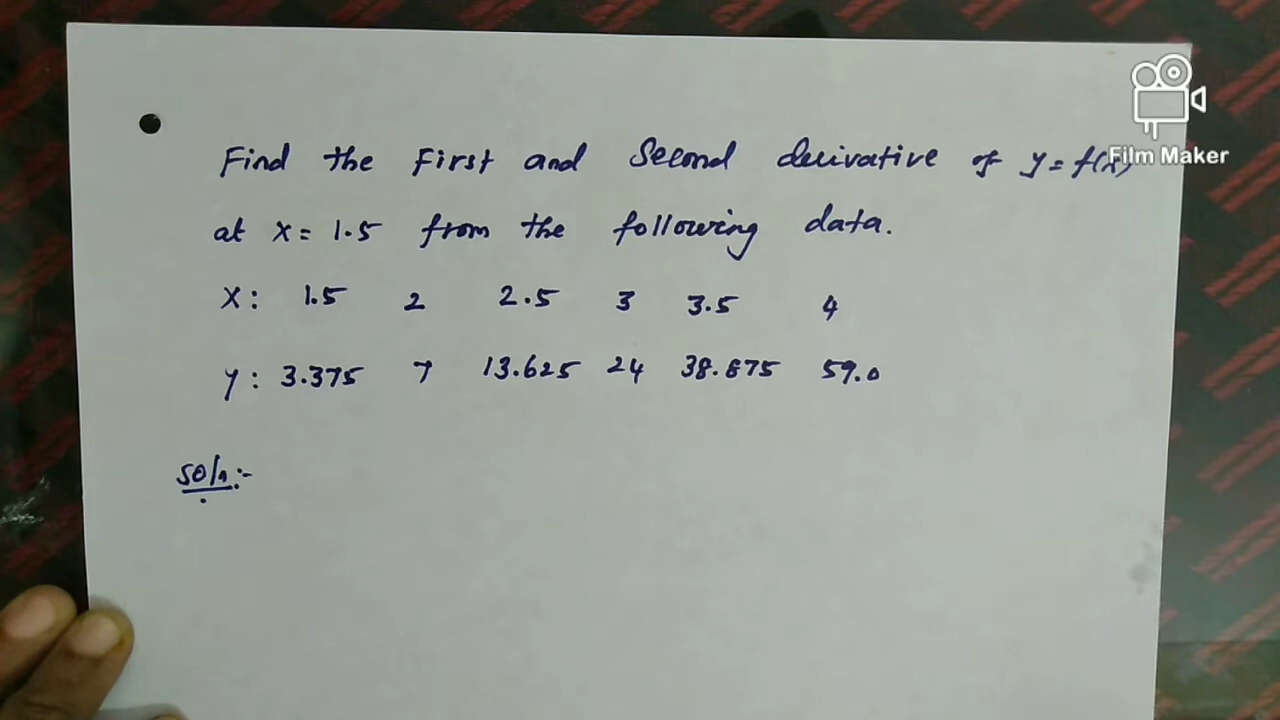 Find the First and Second derivative of y = f(x)
at x = 1.5 from the following data.
x : 1.5 2 2.5 3 3.5 4
y : 3.375 7 13.625 24 38.875 59.0
Soln:-
Film Maker